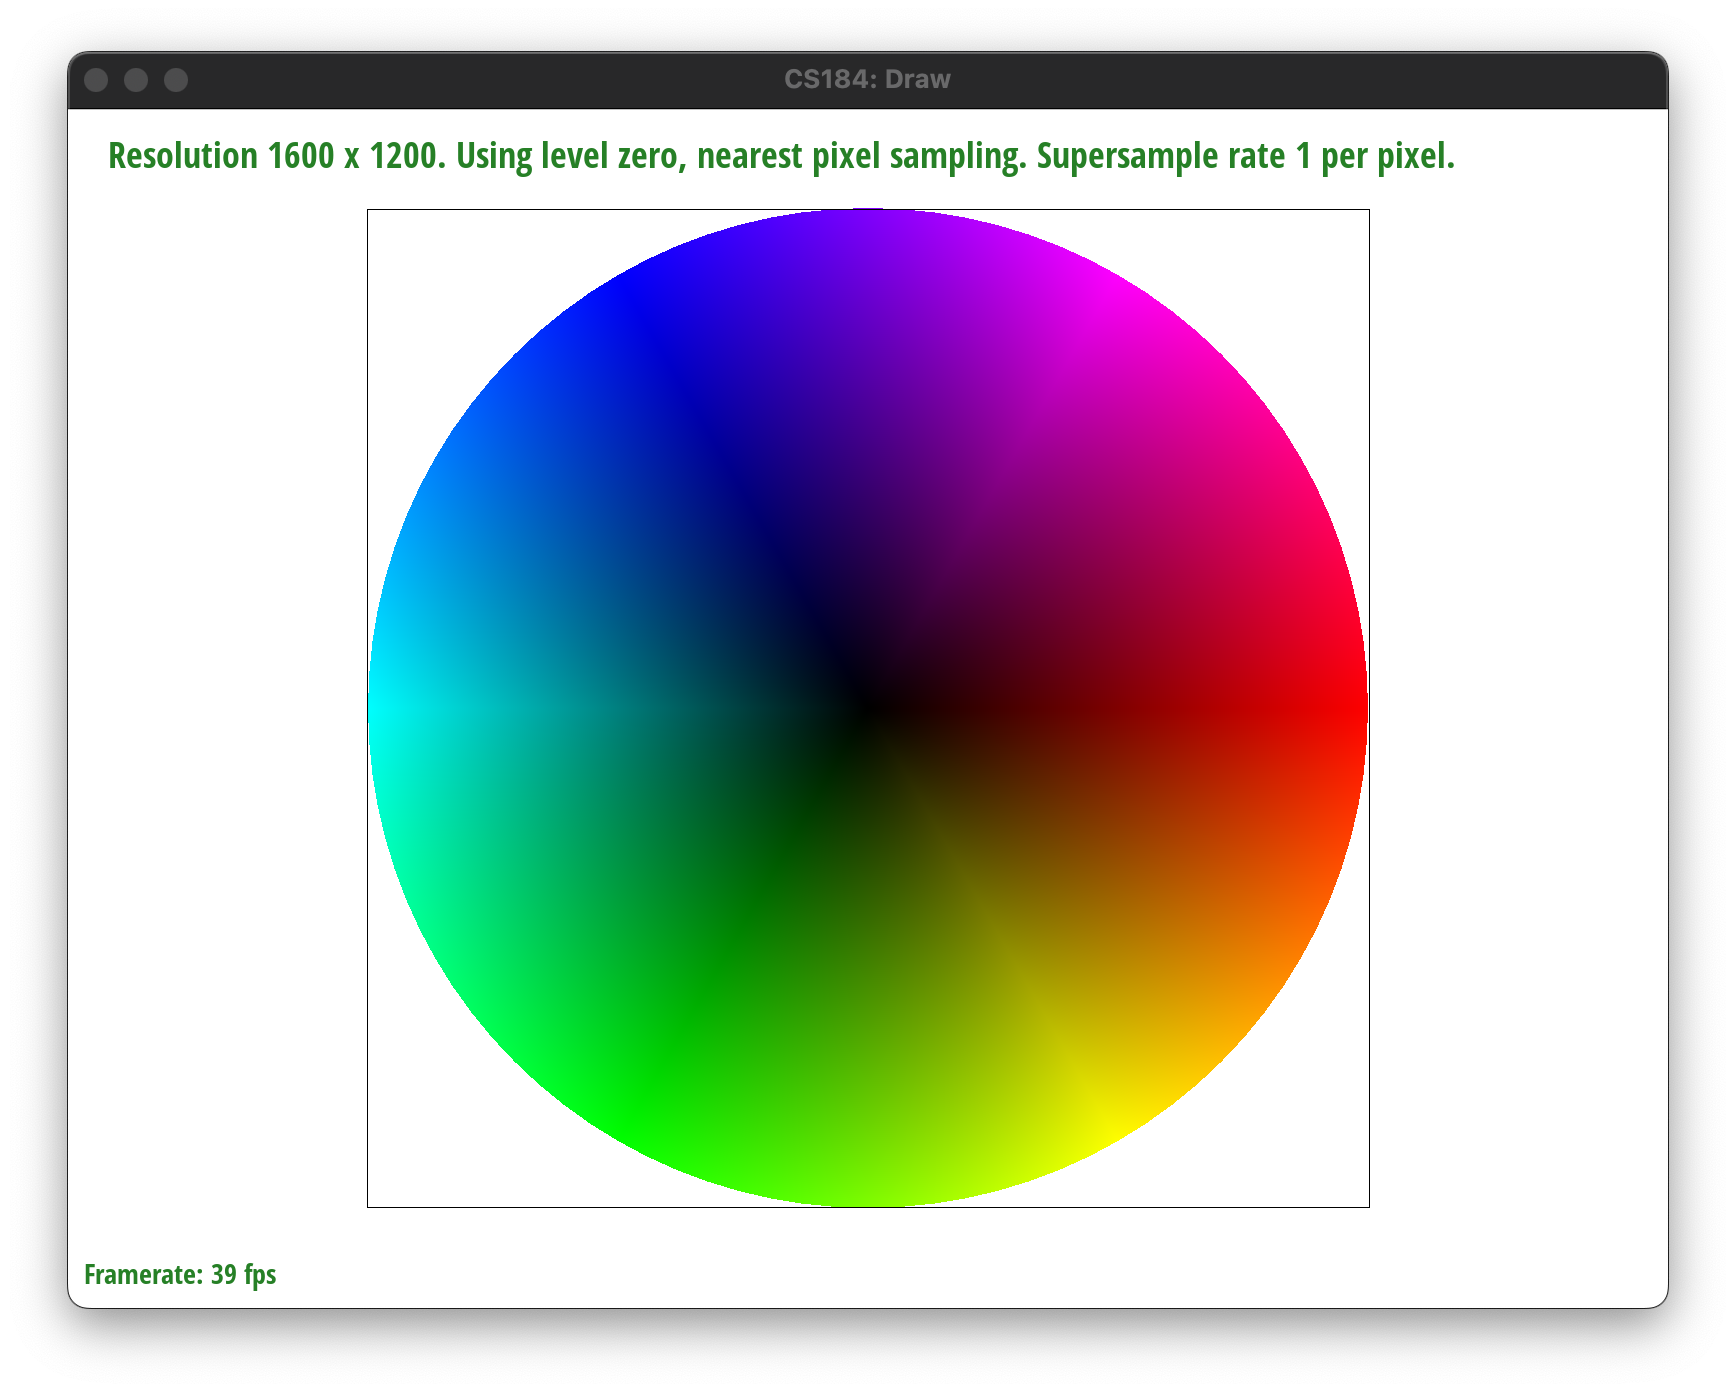 CS184: Draw
Resolution 1600 x 1200. Using level zero, nearest pixel sampling. Supersample rate 1 per pixel.
Framerate: 39 fps